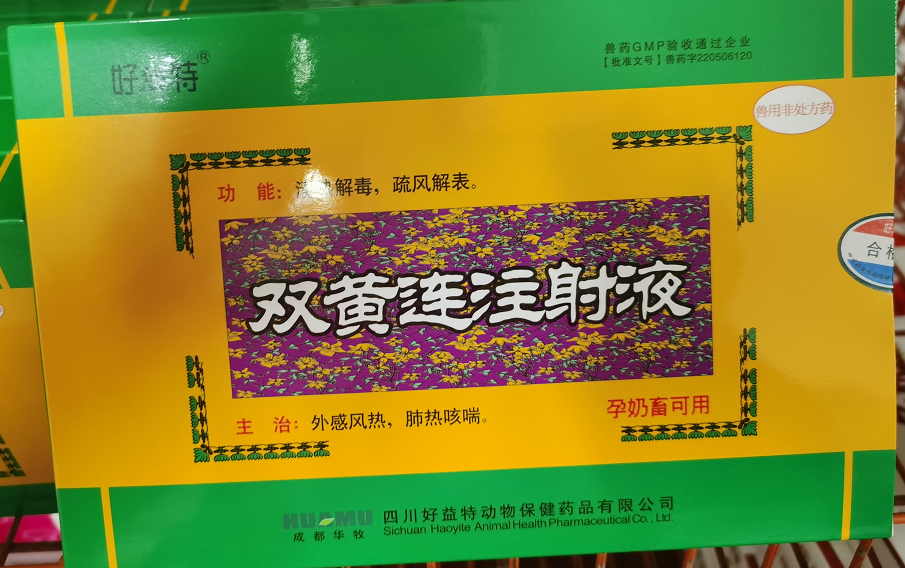 好益特®
兽药GMP验收通过企业
【批准文号】兽药字220506120
兽用非处方药
功 能：清热解毒，疏风解表。
双黄连注射液
合格
主 治：外感风热，肺热咳喘。
孕奶畜可用
HUAMU
成都华牧
四川好益特动物保健药品有限公司
Sichuan Haoyite Animal Health Pharmaceutical Co., Ltd.